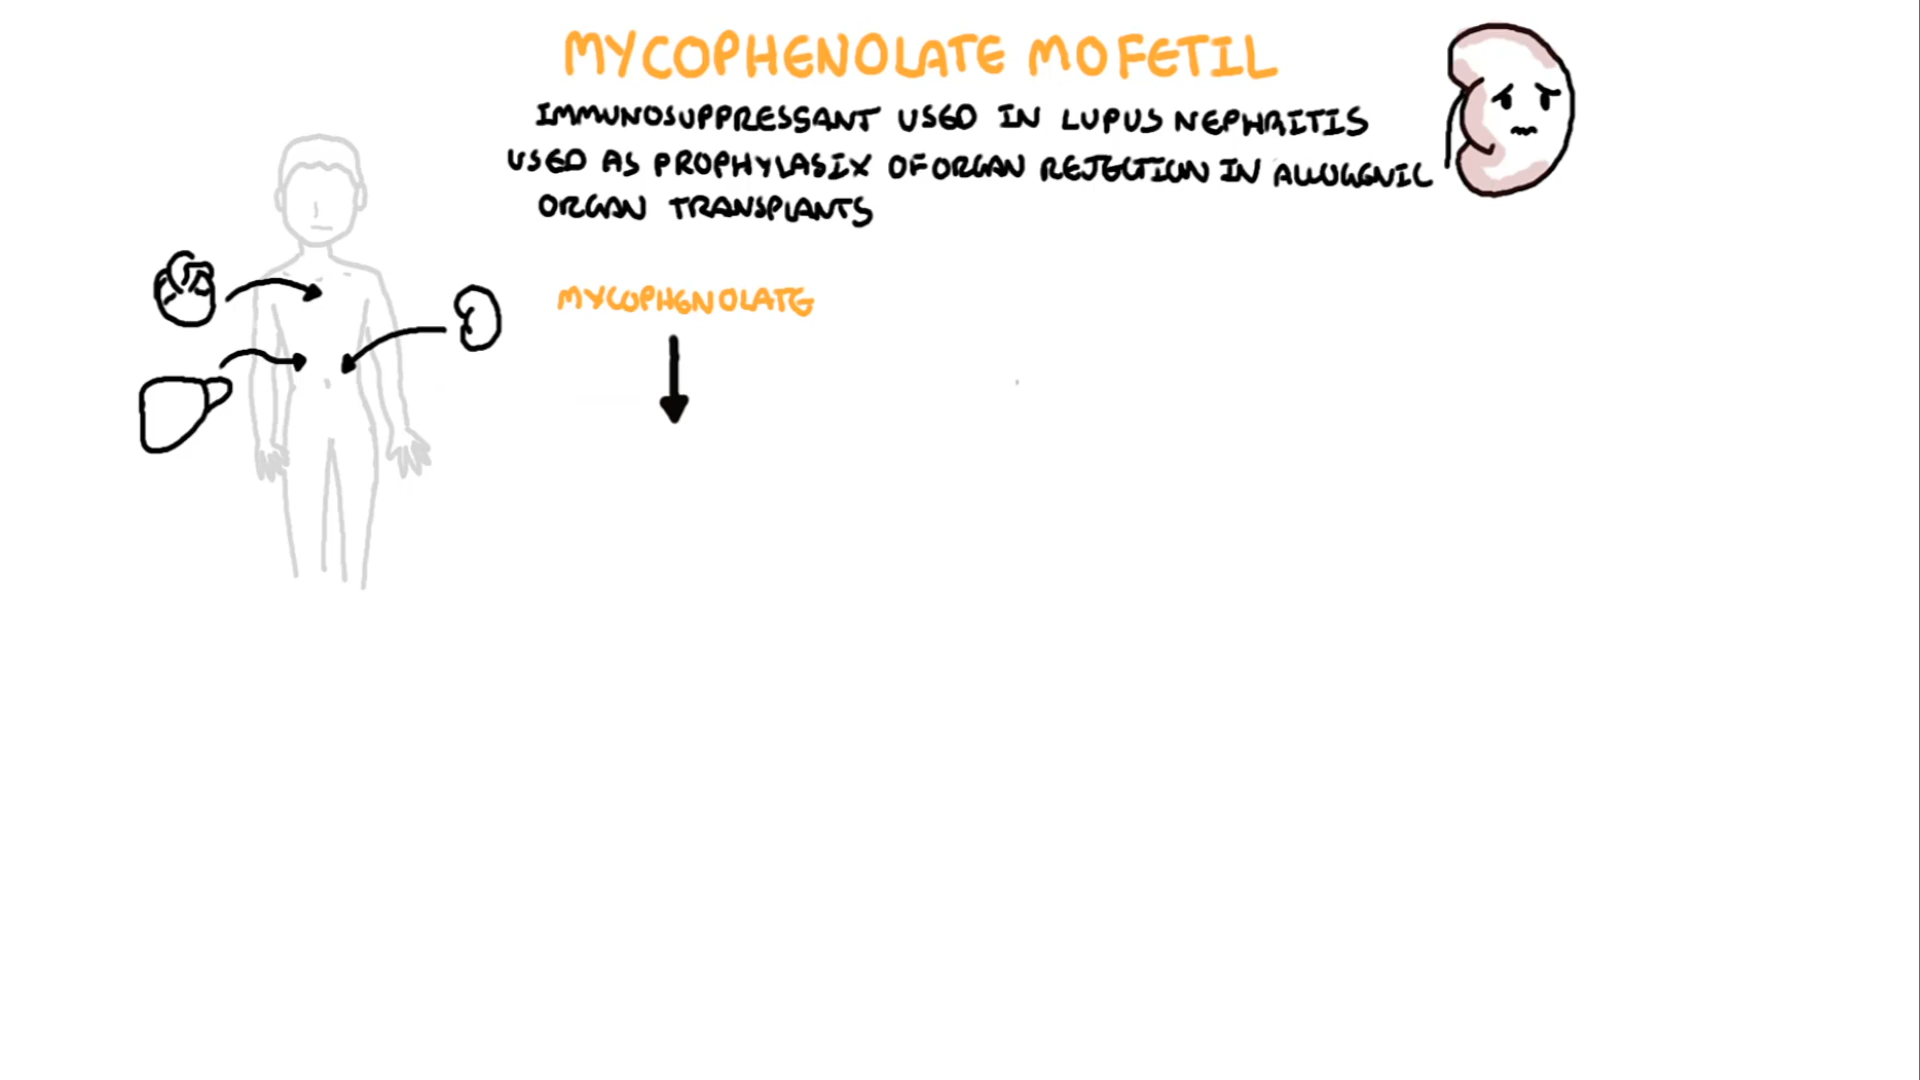 MYCOPHENOLATE MOFETIL
IMMUNOSUPPRESSANT USED IN LUPUS NEPHRITIS
USED AS PROPHYLASIX OF ORGAN REJECTION IN ALLOGENIC
ORGAN TRANSPLANTS
MYCOPHENOLATE